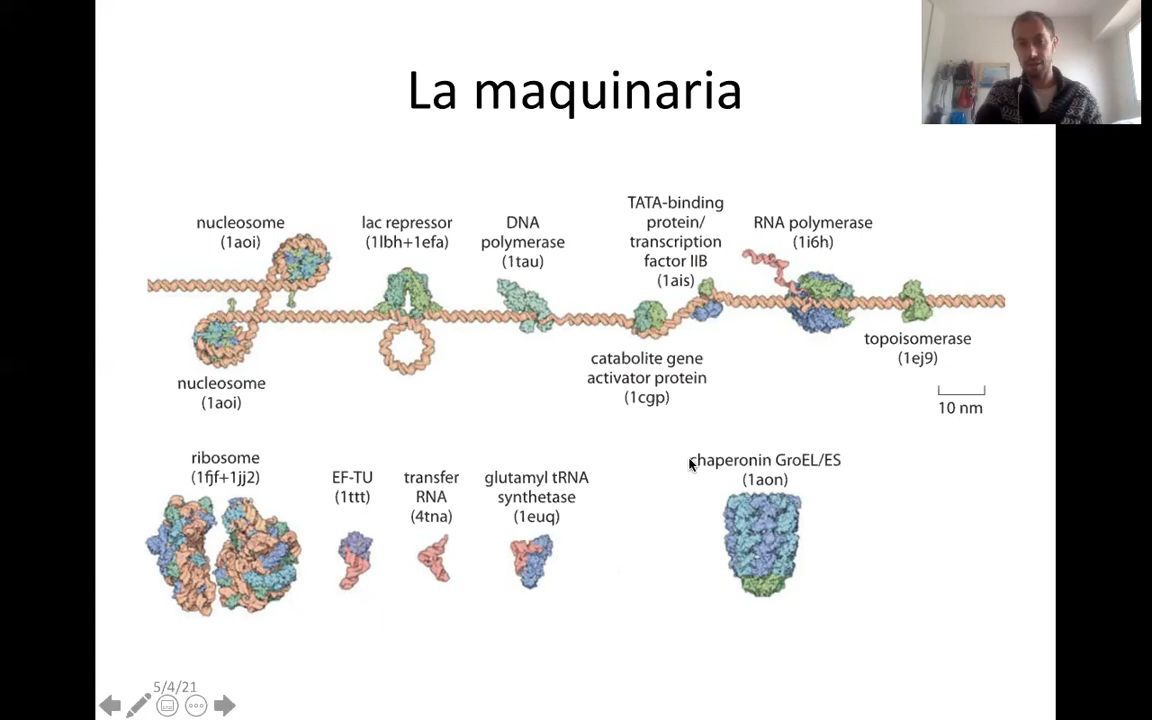 La maquinaria
nucleosome
(1aoi)
lac repressor
(1lbh+1efa)
DNA
polymerase
(1tau)
TATA-binding
protein/
transcription
factor IIB
(1ais)
RNA polymerase
(1i6h)
nucleosome
(1aoi)
catabolite gene
activator protein
(1cgp)
topoisomerase
(1ej9)
10 nm
ribosome
(1fjf+1jj2)
EF-TU
(1ttt)
transfer
RNA
(4tna)
glutamyl tRNA
synthetase
(1euq)
chaperonin GroEL/ES
(1aon)
5/4/21